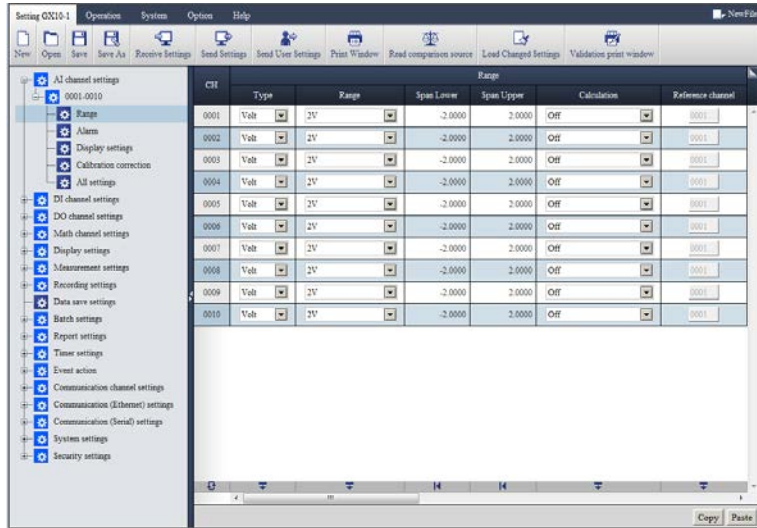 Setting GX10-1 Operation System Option Help NewFile
New Open Save Save As Receive Settings Send Settings Send User Settings Print Window Read comparison source Load Changed Settings Validation print window
AI channel settings
0001-0010
Range
Alarm
Display settings
Calibration correction
All settings
DI channel settings
DO channel settings
Math channel settings
Display settings
Measurement settings
Recording settings
Data save settings
Batch settings
Report settings
Timer settings
Event action
Communication channel settings
Communication (Ethernet) settings
Communication (Serial) settings
System settings
Security settings
CH Range
Type Range Span Lower Span Upper Calculation Reference channel
0001 Volt 2V -2.0000 2.0000 Off 0001
0002 Volt 2V -2.0000 2.0000 Off 0001
0003 Volt 2V -2.0000 2.0000 Off 0001
0004 Volt 2V -2.0000 2.0000 Off 0001
0005 Volt 2V -2.0000 2.0000 Off 0001
0006 Volt 2V -2.0000 2.0000 Off 0001
0007 Volt 2V -2.0000 2.0000 Off 0001
0008 Volt 2V -2.0000 2.0000 Off 0001
0009 Volt 2V -2.0000 2.0000 Off 0001
0010 Volt 2V -2.0000 2.0000 Off 0001
Copy Paste